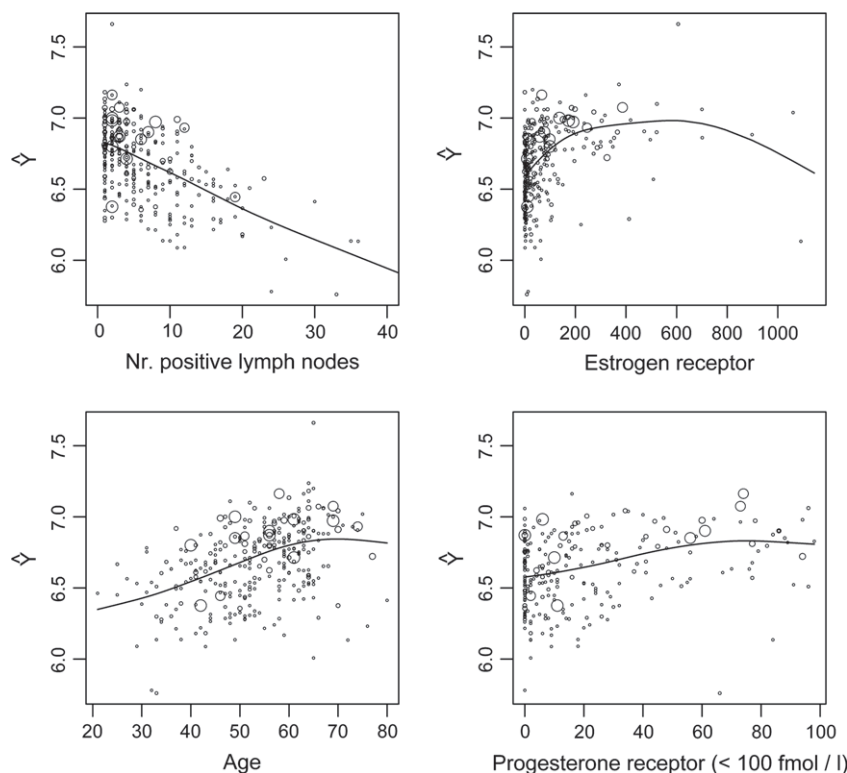 7.5
7.0
6.5
6.0
Ŷ
0 10 20 30 40
Nr. positive lymph nodes
7.5
7.0
6.5
6.0
Ŷ
0 200 400 600 800 1000
Estrogen receptor
7.5
7.0
6.5
6.0
Ŷ
20 30 40 50 60 70 80
Age
7.5
7.0
6.5
6.0
Ŷ
0 20 40 60 80 100
Progesterone receptor (< 100 fmol / l)